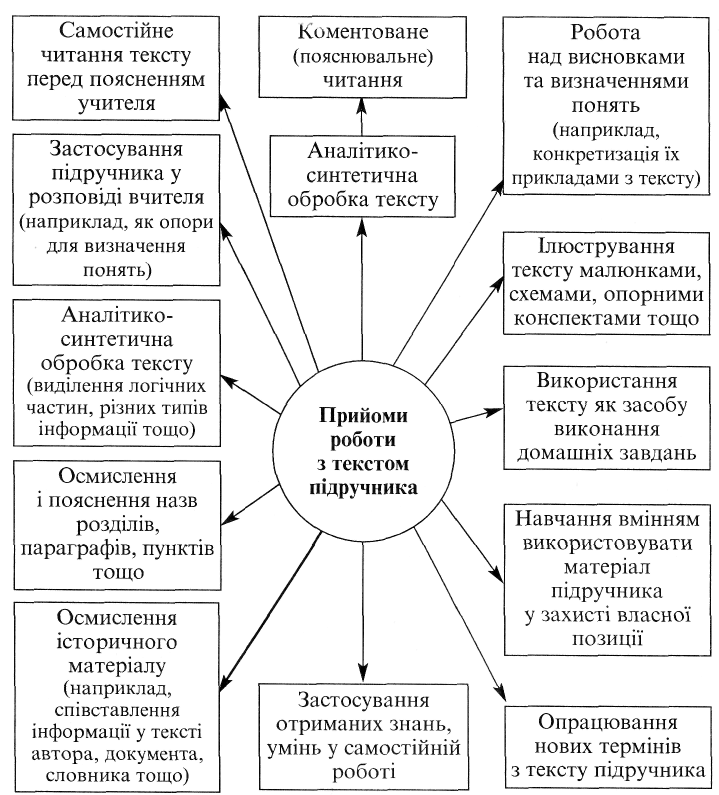 Самостійне
читання тексту
перед поясненням
учителя
Коментоване
(пояснювальне)
читання
Робота
над висновками
та визначеннями
понять
(наприклад,
конкретизація їх
прикладами з тексту)
Застосування
підручника у
розповіді вчителя
(наприклад, як опори
для визначення
понять)
Аналітико-
синтетична
обробка тексту
Ілюстрування
тексту малюнками,
схемами, опорними
конспектами тощо
Аналітико-
синтетична
обробка тексту
(виділення логічних
частин, різних типів
інформації тощо)
Прийоми
роботи
з текстом
підручника
Використання
тексту як засобу
виконання
домашніх завдань
Осмислення
і пояснення назв
розділів,
параграфів, пунктів
тощо
Навчання вмінням
використовувати
матеріал
підручника
у захисті власної
позиції
Осмислення
історичного
матеріалу
(наприклад,
співставлення
інформації у тексті
автора, документа,
словника тощо)
Застосування
отриманих знань,
умінь у самостійній
роботі
Опрацювання
нових термінів
з тексту підручника